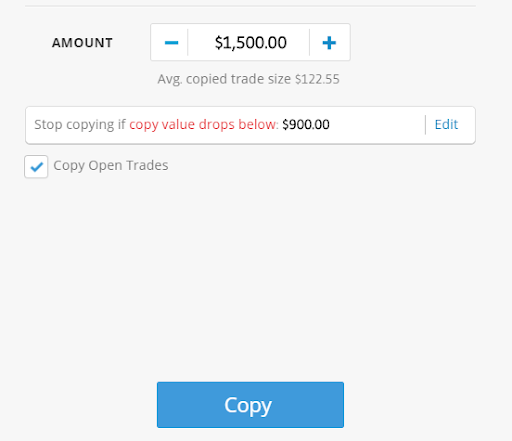 AMOUNT - $1,500.00 +
Avg. copied trade size $122.55
Stop copying if copy value drops below: $900.00 Edit
Copy Open Trades
Copy